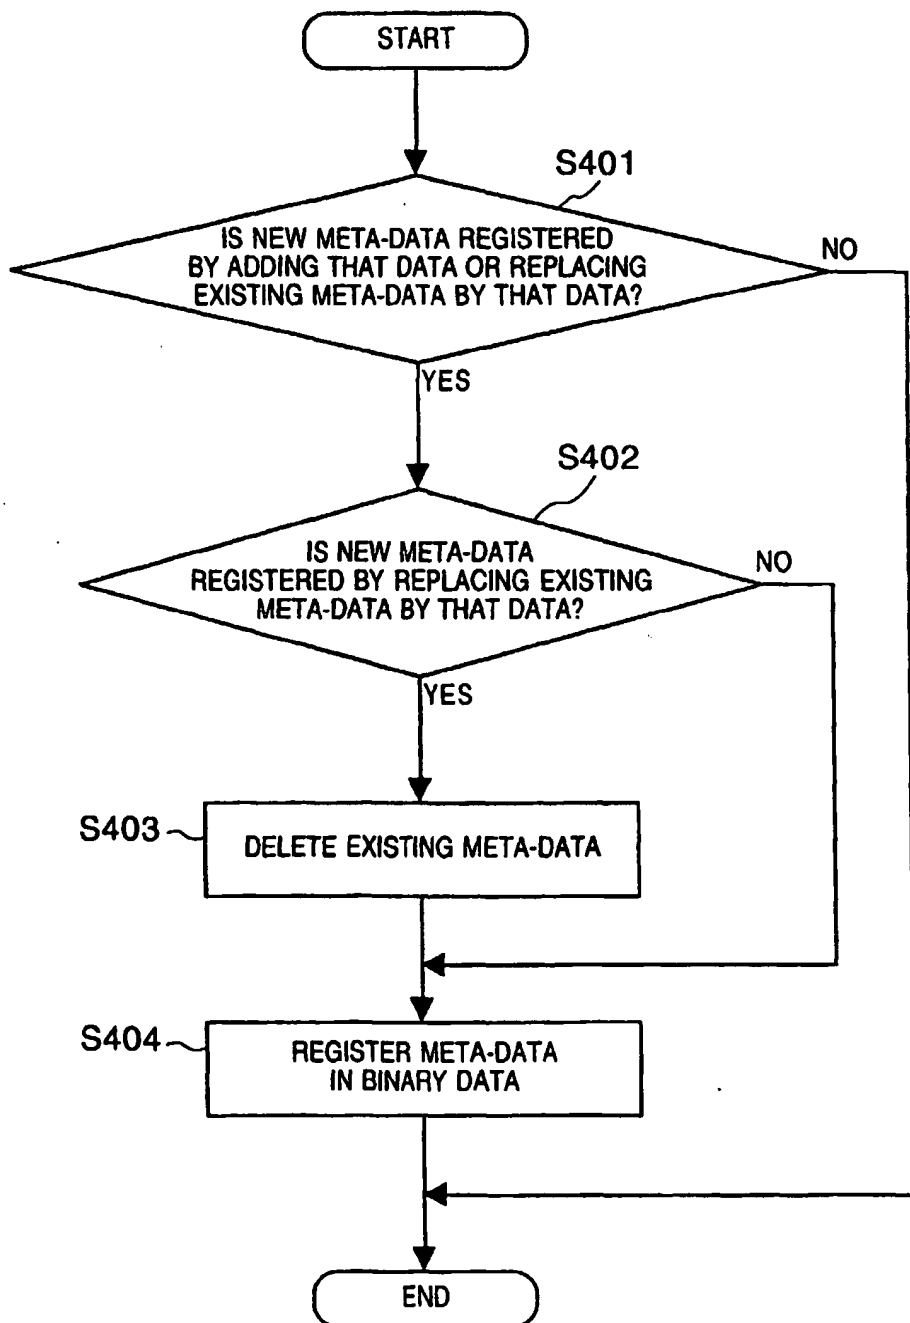 START
S401
IS NEW META-DATA REGISTERED
BY ADDING THAT DATA OR REPLACING
EXISTING META-DATA BY THAT DATA?
NO
YES
S402
IS NEW META-DATA
REGISTERED BY REPLACING EXISTING
META-DATA BY THAT DATA?
NO
YES
S403
DELETE EXISTING META-DATA
S404
REGISTER META-DATA
IN BINARY DATA
END